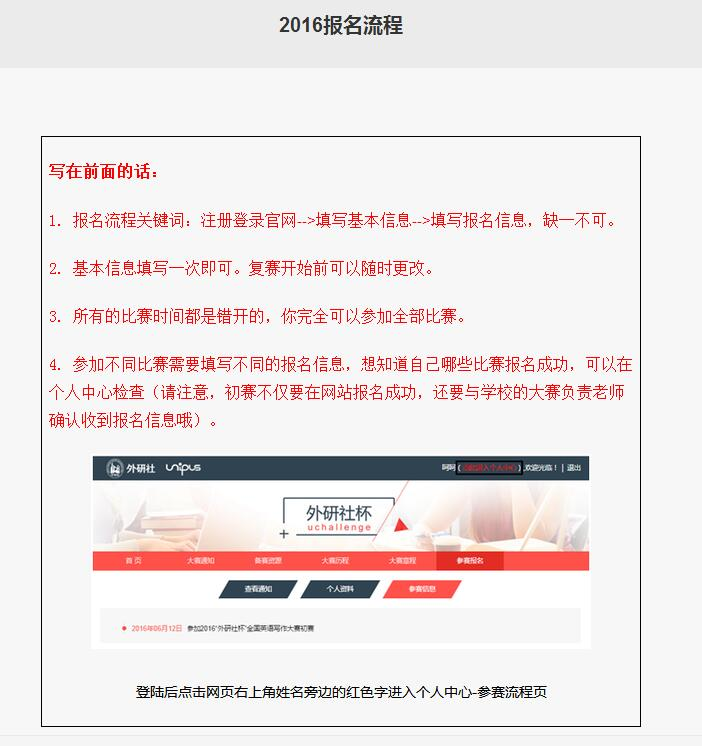 2016报名流程
写在前面的话：
1. 报名流程关键词：注册登录官网-->填写基本信息-->填写报名信息，缺一不可。
2. 基本信息填写一次即可。复赛开始前可以随时更改。
3. 所有的比赛时间都是错开的，你完全可以参加全部比赛。
4. 参加不同比赛需要填写不同的报名信息，想知道自己哪些比赛报名成功，可以在
个人中心检查（请注意，初赛不仅要在网站报名成功，还要与学校的大赛负责老师
确认收到报名信息哦）。
外研社 unipus 呵呵（点此进入个人中心），欢迎光临！ | 退出
外研社杯
uchallenge
首 页 大赛通知 备赛资源 大赛历程 大赛章程 参赛报名
查看通知 个人资料 参赛信息
2016年06月12日 参加2016"外研社杯"全国英语写作大赛初赛
登陆后点击网页右上角姓名旁边的红色字进入个人中心-参赛流程页